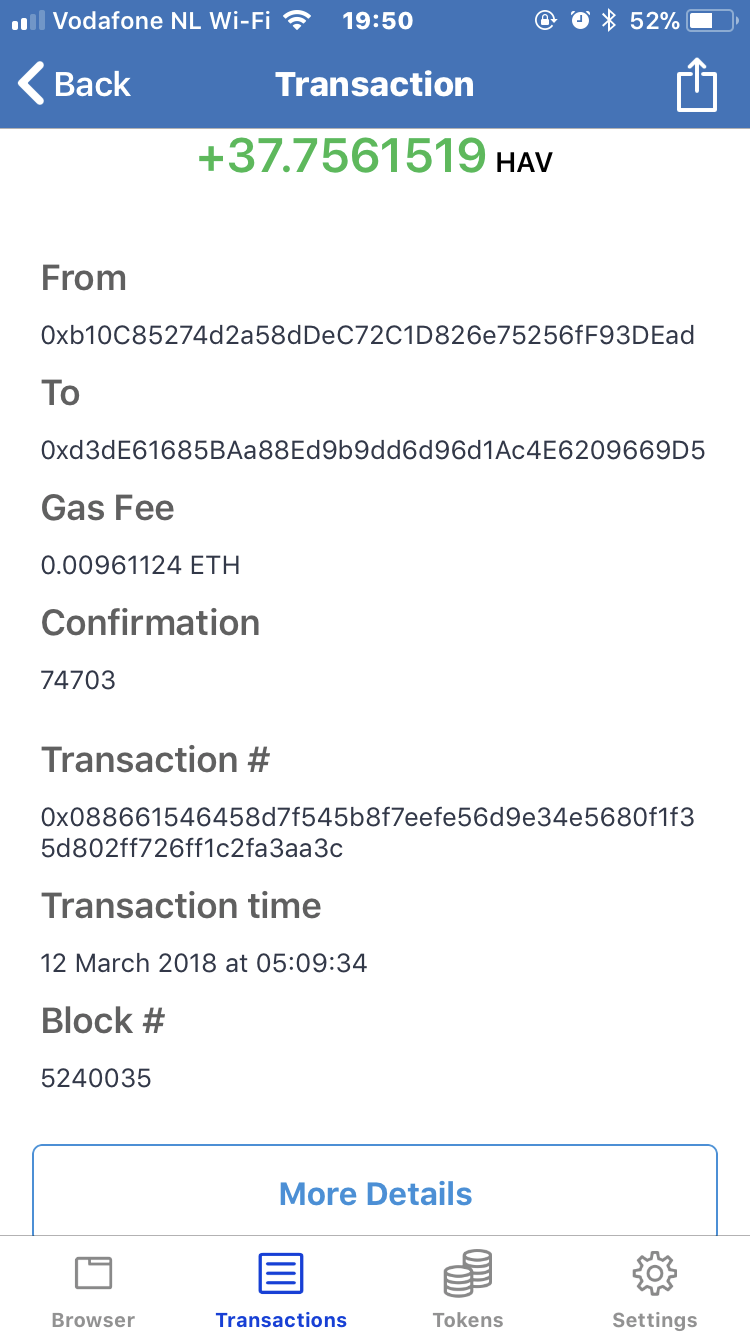 Vodafone NL Wi-Fi 19:50 52%
Back Transaction
+37.7561519 HAV
From
0xb10C85274d2a58dDeC72C1D826e75256fF93DEad
To
0xd3dE61685BAa88Ed9b9dd6d96d1Ac4E6209669D5
Gas Fee
0.00961124 ETH
Confirmation
74703
Transaction #
0x088661546458d7f545b8f7eefe56d9e34e5680f1f3
5d802ff726ff1c2fa3aa3c
Transaction time
12 March 2018 at 05:09:34
Block #
5240035
More Details
Browser Transactions Tokens Settings